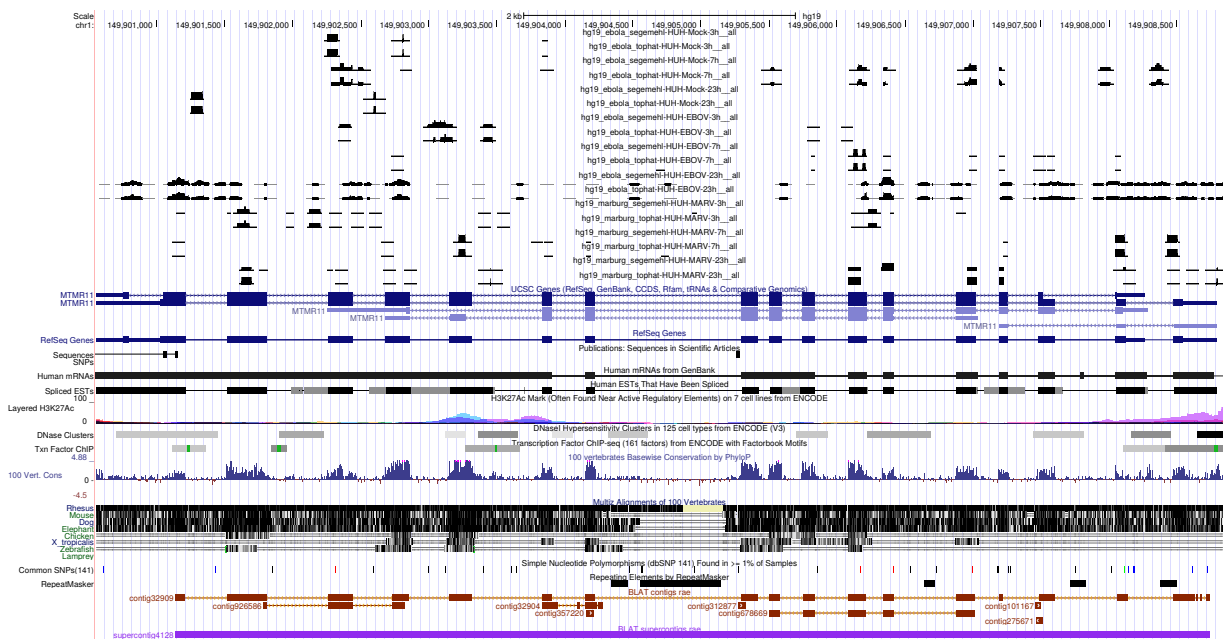 Scale 2 kb hg19
chr1: 149,901,000 149,901,500 149,902,000 149,902,500 149,903,000 149,903,500 149,904,000 149,904,500 149,905,000 149,905,500 149,906,000 149,906,500 149,907,000 149,907,500 149,908,000 149,908,500
hg19_ebola_segemehl-HUH-Mock-3h__all
hg19_ebola_tophat-HUH-Mock-3h__all
hg19_ebola_segemehl-HUH-Mock-7h__all
hg19_ebola_tophat-HUH-Mock-7h__all
hg19_ebola_segemehl-HUH-Mock-23h__all
hg19_ebola_tophat-HUH-Mock-23h__all
hg19_ebola_segemehl-HUH-EBOV-3h__all
hg19_ebola_tophat-HUH-EBOV-3h__all
hg19_ebola_segemehl-HUH-EBOV-7h__all
hg19_ebola_tophat-HUH-EBOV-7h__all
hg19_ebola_segemehl-HUH-EBOV-23h__all
hg19_ebola_tophat-HUH-EBOV-23h__all
hg19_marburg_segemehl-HUH-MARV-3h__all
hg19_marburg_tophat-HUH-MARV-3h__all
hg19_marburg_segemehl-HUH-MARV-7h__all
hg19_marburg_tophat-HUH-MARV-7h__all
hg19_marburg_segemehl-HUH-MARV-23h__all
hg19_marburg_tophat-HUH-MARV-23h__all
UCSC Genes (RefSeq, GenBank, CCDS, Rfam, tRNAs & Comparative Genomics)
MTMR11
MTMR11
MTMR11
MTMR11
MTMR11
RefSeq Genes
RefSeq Genes
Publications: Sequences in Scientific Articles
Sequences
SNPs
Human mRNAs from GenBank
Human mRNAs
Human ESTs That Have Been Spliced
Spliced ESTs
H3K27Ac Mark (Often Found Near Active Regulatory Elements) on 7 cell lines from ENCODE
100
Layered H3K27Ac
0
DNaseI Hypersensitivity Clusters in 125 cell types from ENCODE (V3)
DNase Clusters
Transcription Factor ChIP-seq (161 factors) from ENCODE with Factorbook Motifs
Txn Factor ChIP
100 vertebrates Basewise Conservation by PhyloP
4.88
100 Vert. Cons
0
-4.5
Multiz Alignments of 100 Vertebrates
Rhesus
Mouse
Dog
Elephant
Chicken
X_tropicalis
Zebrafish
Lamprey
Simple Nucleotide Polymorphisms (dbSNP 141) Found in >= 1% of Samples
Common SNPs(141)
Repeating Elements by RepeatMasker
RepeatMasker
BLAT contigs rae
contig32909
contig926586 contig32904 contig312877 contig101167
contig357220 contig678669
contig275671
BLAT supercontigs rae
supercontig4128